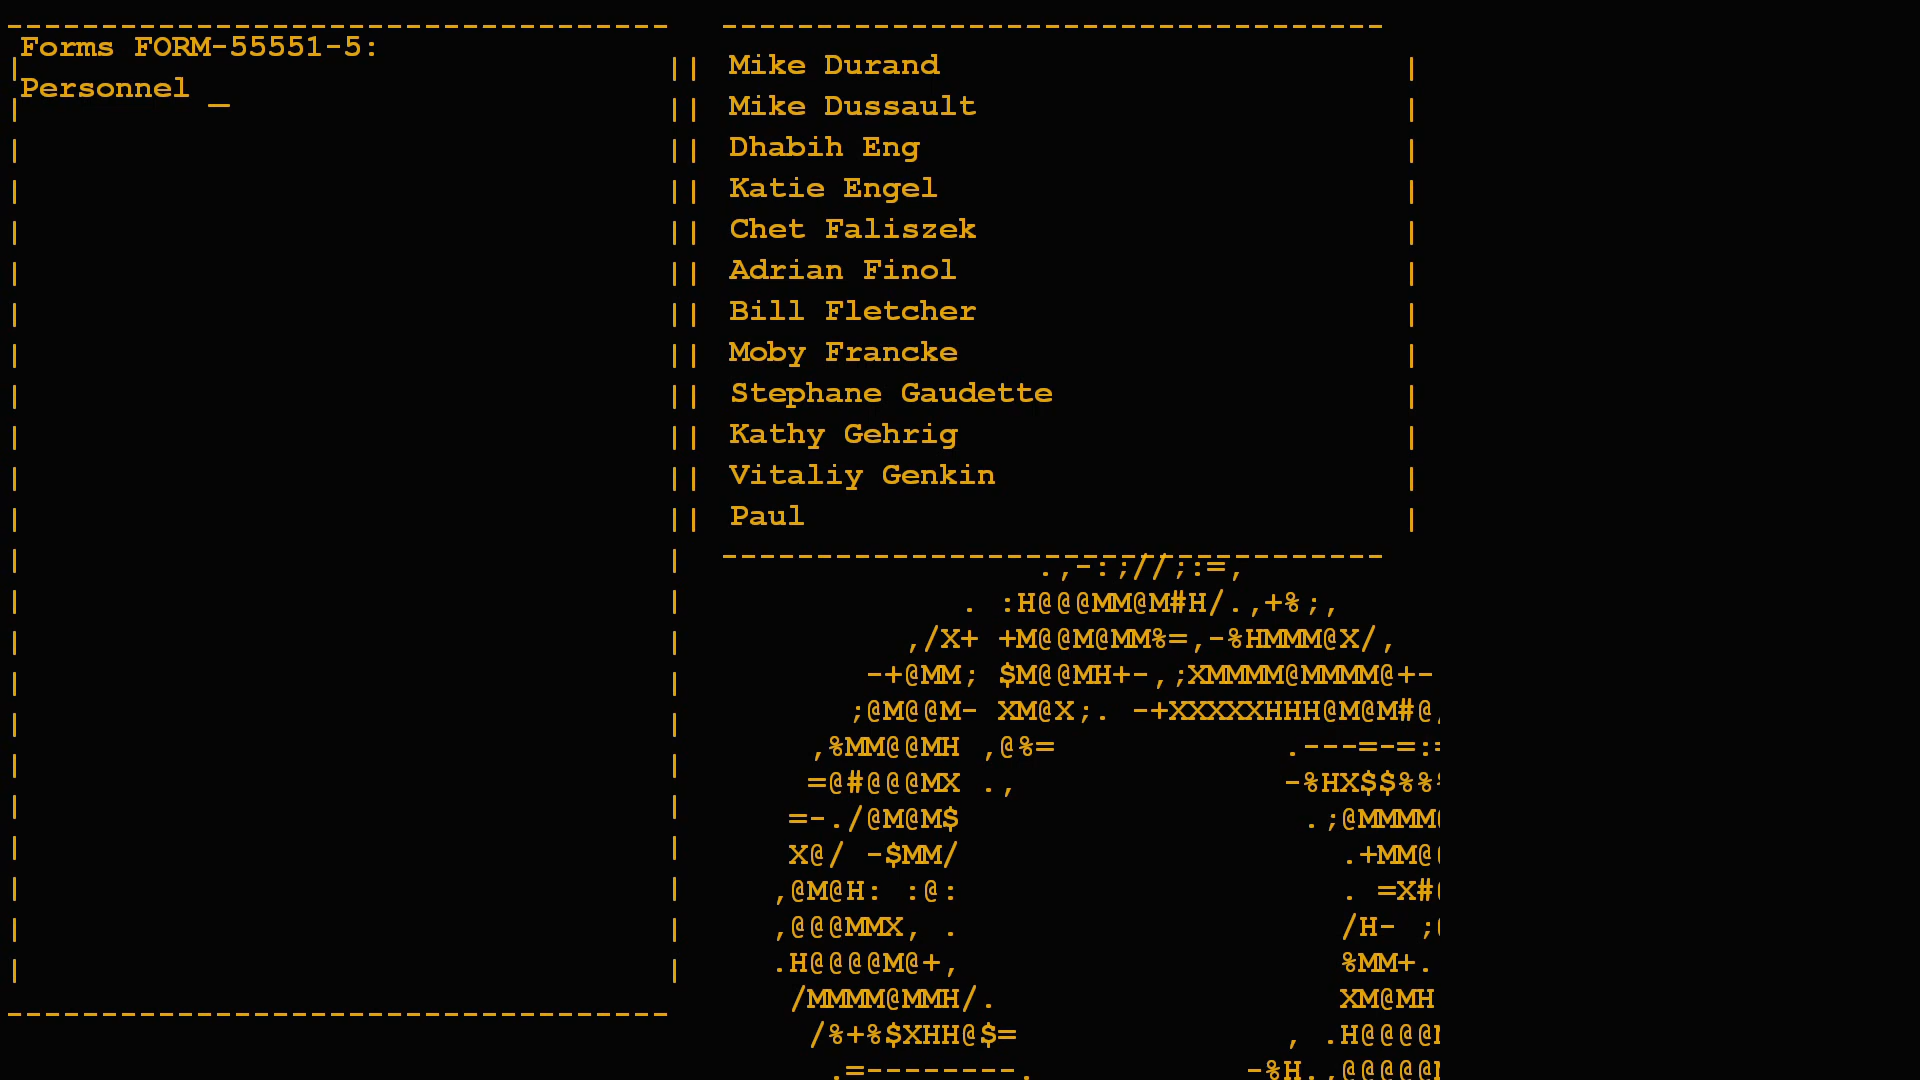 Forms FORM-55551-5:
Personnel _
Mike Durand
Mike Dussault
Dhabih Eng
Katie Engel
Chet Faliszek
Adrian Finol
Bill Fletcher
Moby Francke
Stephane Gaudette
Kathy Gehrig
Vitaliy Genkin
Paul